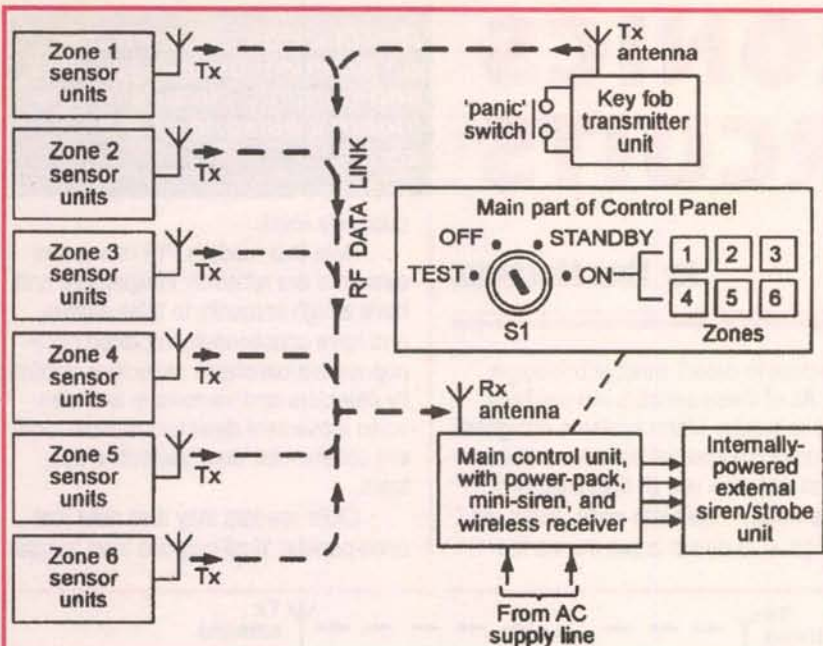 Zone 1
sensor
units
Tx
Zone 2
sensor
units
Tx
Zone 3
sensor
units
Tx
Zone 4
sensor
units
Tx
Zone 5
sensor
units
Tx
Zone 6
sensor
units
Tx
RF DATA LINK
Tx
antenna
'panic'
switch
Key fob
transmitter
unit
Main part of Control Panel
OFF
STANDBY
TEST
ON
S1
1 2 3
4 5 6
Zones
Rx
antenna
Main control unit,
with power-pack,
mini-siren, and
wireless receiver
Internally-
powered
external
siren/strobe
unit
From AC
supply line